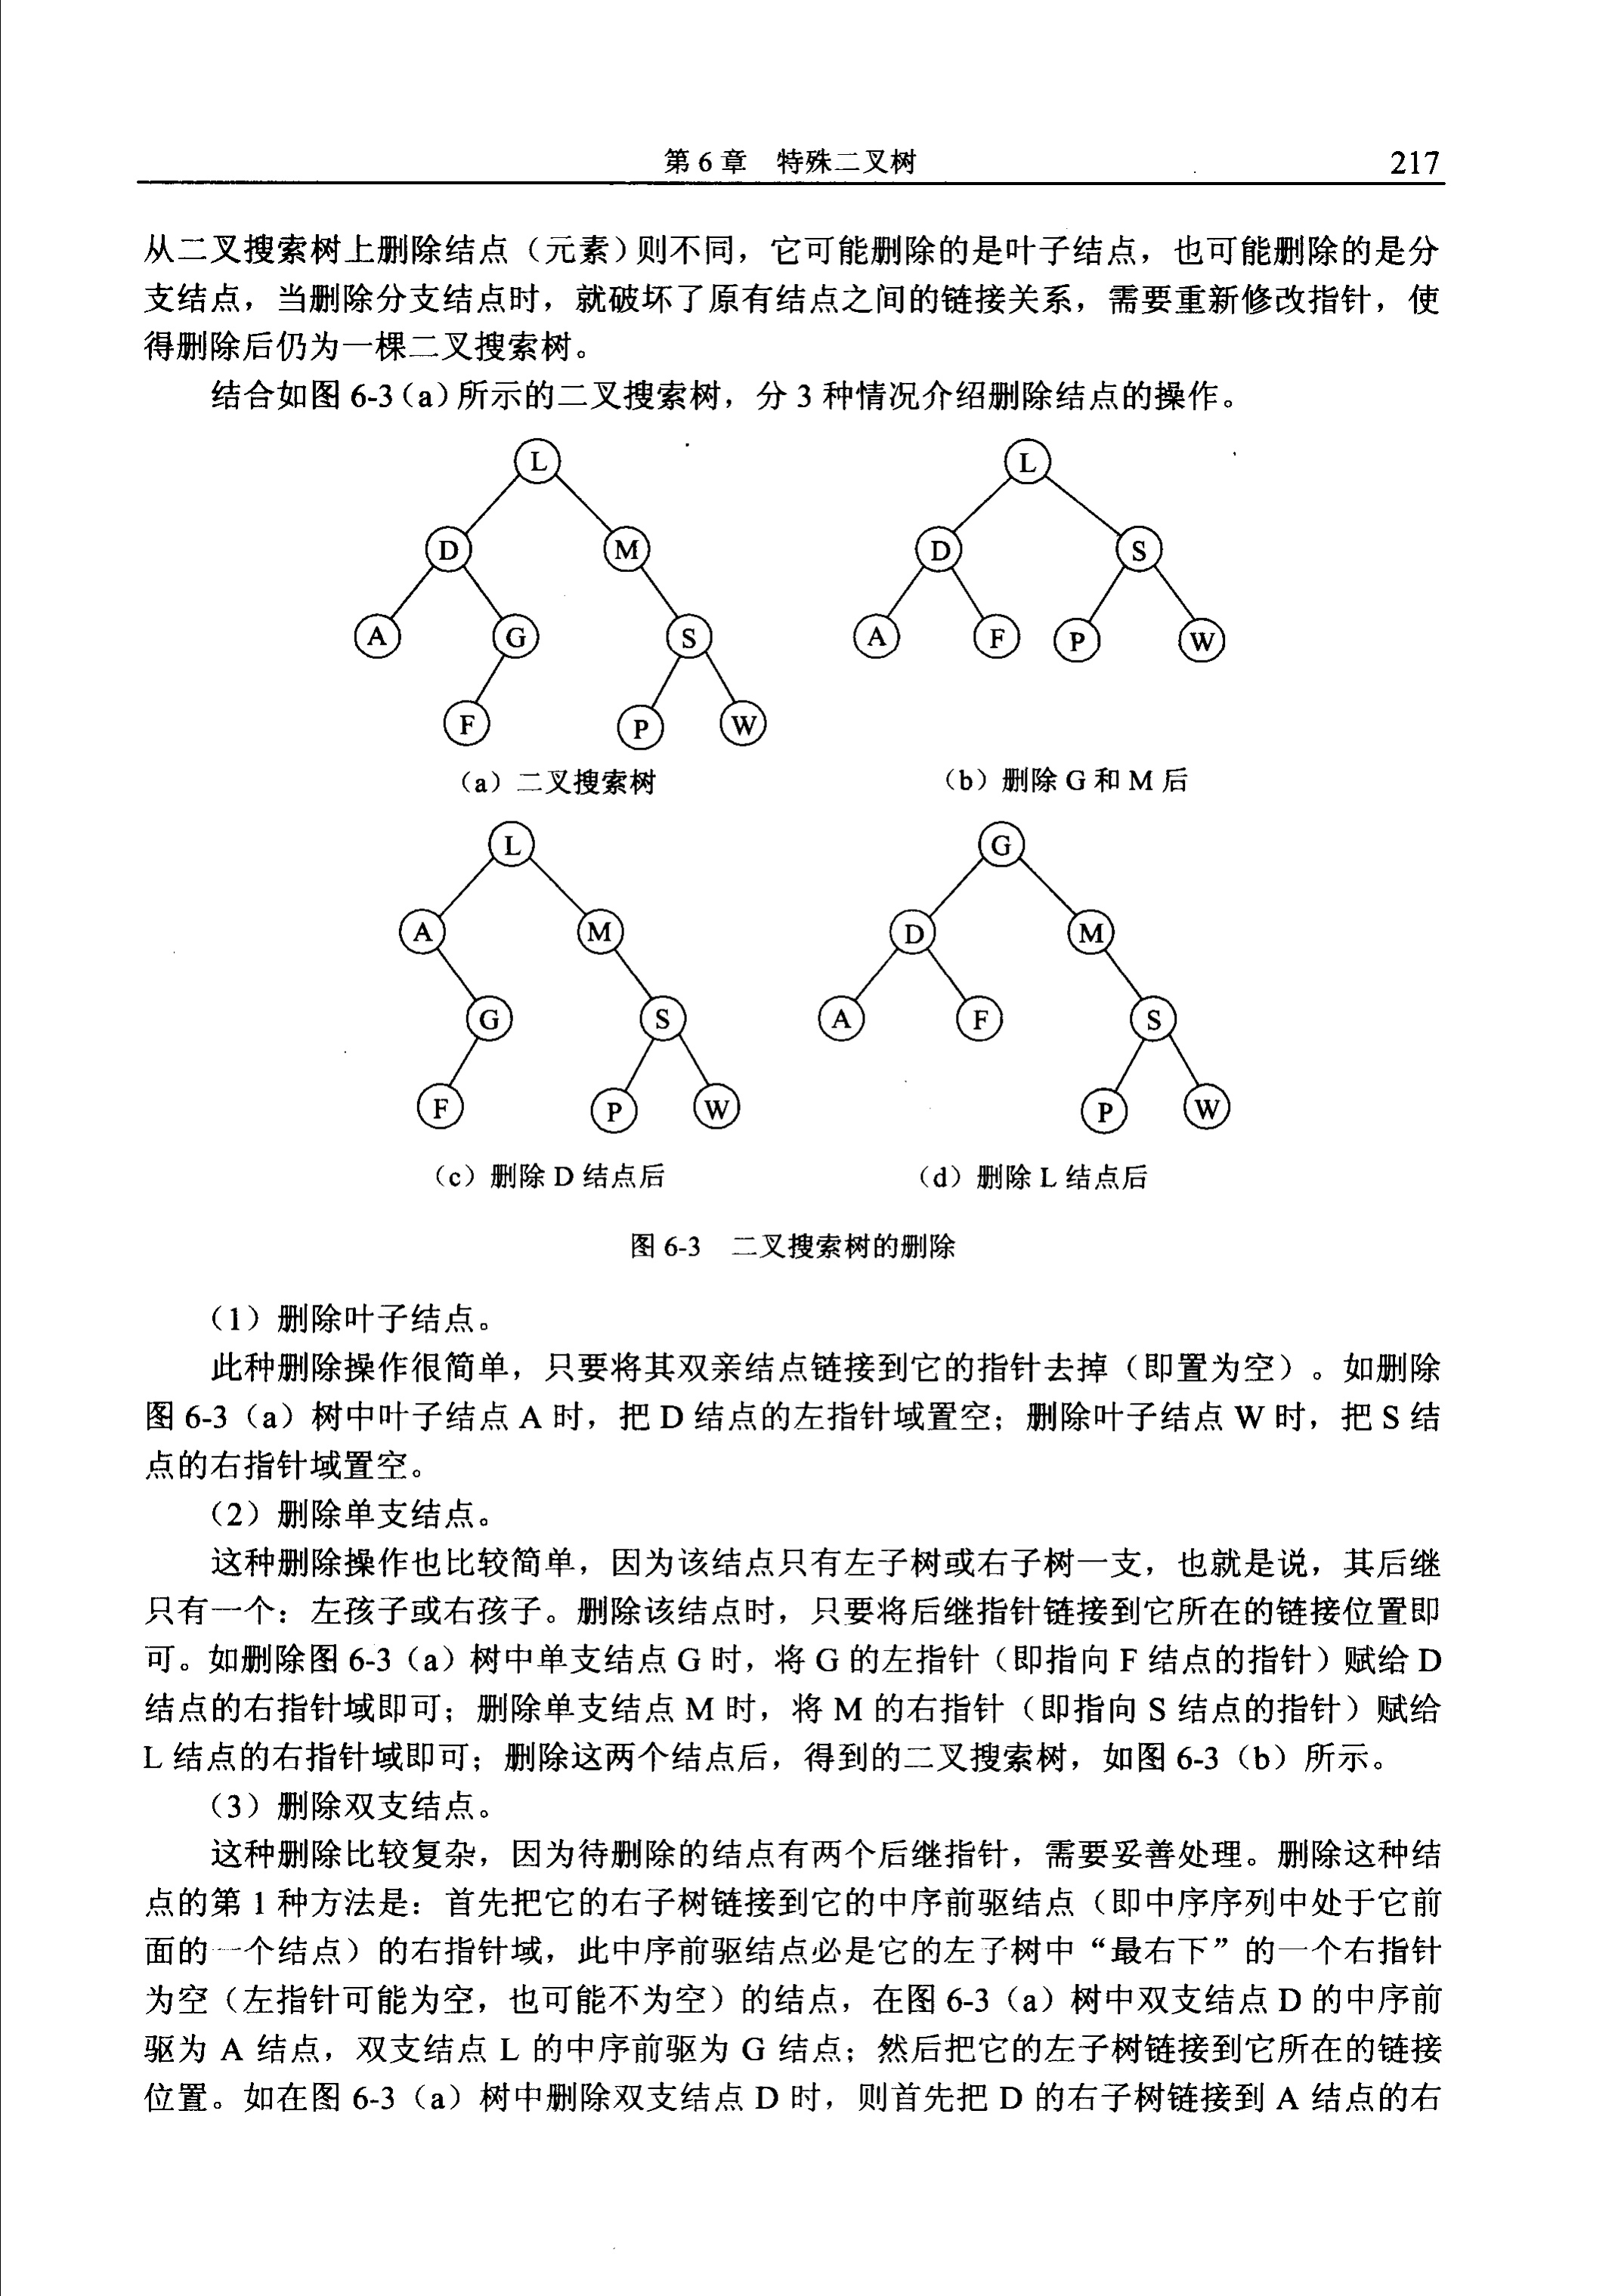 第 6 章　特殊二叉树　217
从二叉搜索树上删除结点（元素）则不同，它可能删除的是叶子结点，也可能删除的是分
支结点，当删除分支结点时，就破坏了原有结点之间的链接关系，需要重新修改指针，使
得删除后仍为一棵二叉搜索树。
结合如图 6-3（a）所示的二叉搜索树，分 3 种情况介绍删除结点的操作。
L L
D M D S
A G S A F P W
F P W
（a）二叉搜索树　（b）删除 G 和 M 后
L G
A M D M
G S A F S
F P W P W
（c）删除 D 结点后　（d）删除 L 结点后
图 6-3　二叉搜索树的删除
（1）删除叶子结点。
此种删除操作很简单，只要将其双亲结点链接到它的指针去掉（即置为空）。如删除
图 6-3（a）树中叶子结点 A 时，把 D 结点的左指针域置空；删除叶子结点 W 时，把 S 结
点的右指针域置空。
（2）删除单支结点。
这种删除操作也比较简单，因为该结点只有左子树或右子树一支，也就是说，其后继
只有一个：左孩子或右孩子。删除该结点时，只要将后继指针链接到它所在的链接位置即
可。如删除图 6-3（a）树中单支结点 G 时，将 G 的左指针（即指向 F 结点的指针）赋给 D
结点的右指针域即可；删除单支结点 M 时，将 M 的右指针（即指向 S 结点的指针）赋给
L 结点的右指针域即可；删除这两个结点后，得到的二叉搜索树，如图 6-3（b）所示。
（3）删除双支结点。
这种删除比较复杂，因为待删除的结点有两个后继指针，需要妥善处理。删除这种结
点的第 1 种方法是：首先把它的右子树链接到它的中序前驱结点（即中序序列中处于它前
面的一个结点）的右指针域，此中序前驱结点必是它的左子树中“最右下”的一个右指针
为空（左指针可能为空，也可能不为空）的结点，在图 6-3（a）树中双支结点 D 的中序前
驱为 A 结点，双支结点 L 的中序前驱为 G 结点；然后把它的左子树链接到它所在的链接
位置。如在图 6-3（a）树中删除双支结点 D 时，则首先把 D 的右子树链接到 A 结点的右